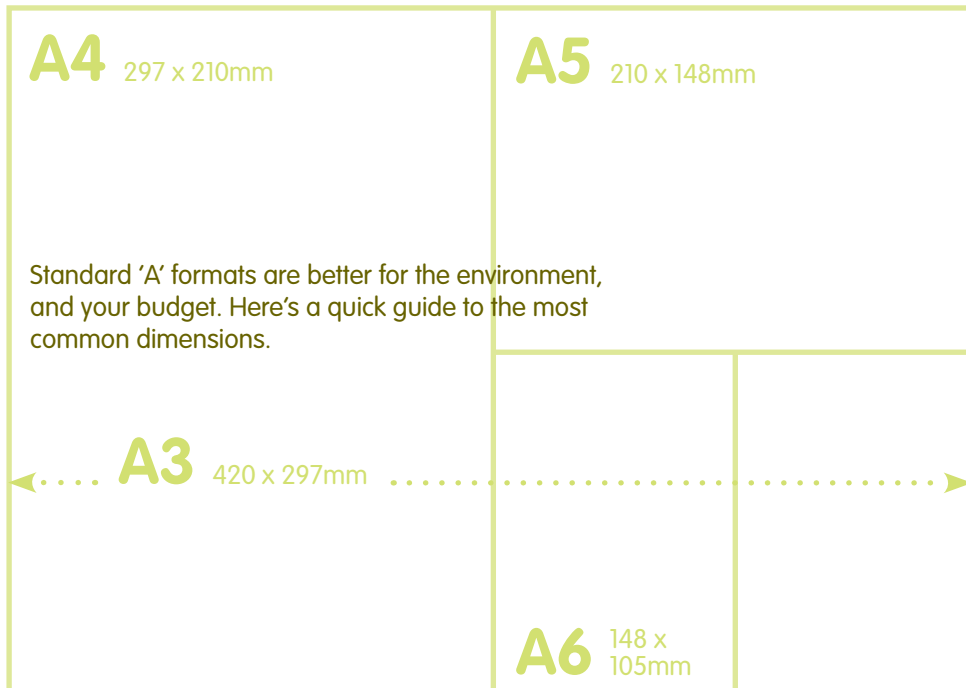 A4 297 x 210mm
A5 210 x 148mm
Standard ‘A’ formats are better for the environment,
and your budget. Here’s a quick guide to the most
common dimensions.
A3 420 x 297mm
A6 148 x
105mm